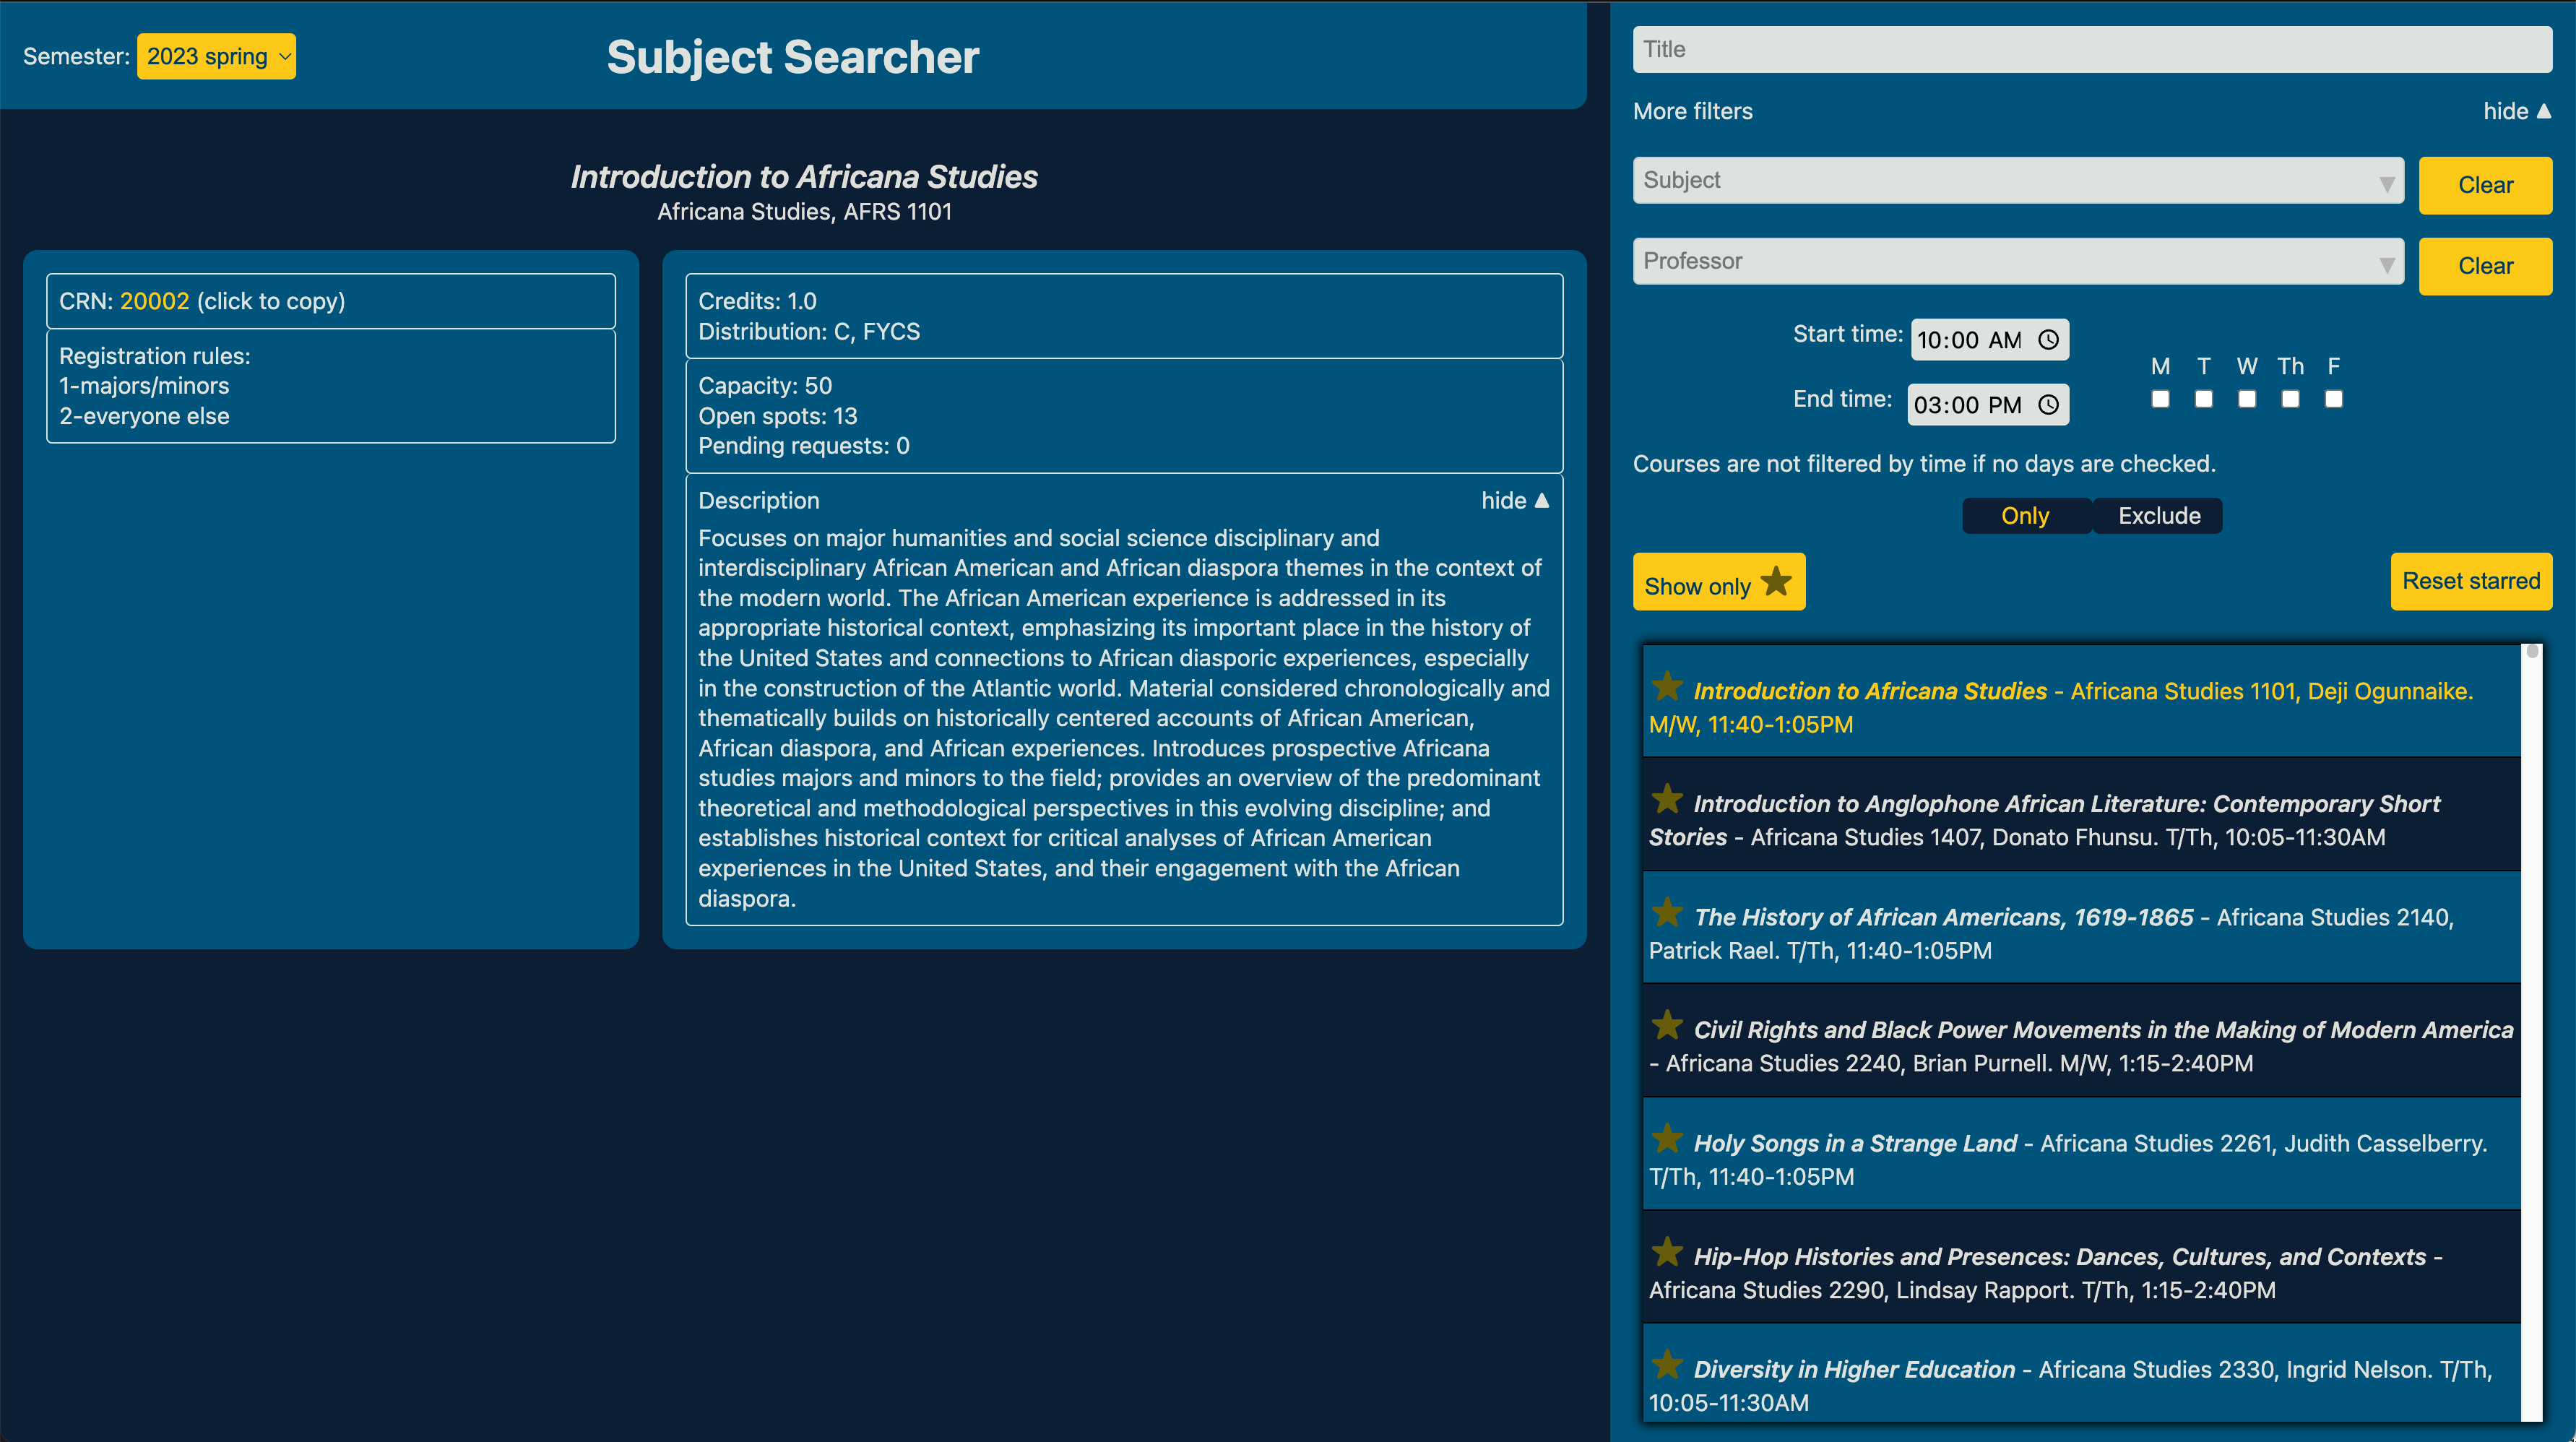 Semester: 2023 spring
Subject Searcher
Introduction to Africana Studies
Africana Studies, AFRS 1101
CRN: 20002 (click to copy)
Registration rules:
1-majors/minors
2-everyone else
Credits: 1.0
Distribution: C, FYCS
Capacity: 50
Open spots: 13
Pending requests: 0
Description hide ▲
Focuses on major humanities and social science disciplinary and
interdisciplinary African American and African diaspora themes in the context of
the modern world. The African American experience is addressed in its
appropriate historical context, emphasizing its important place in the history of
the United States and connections to African diasporic experiences, especially
in the construction of the Atlantic world. Material considered chronologically and
thematically builds on historically centered accounts of African American,
African diaspora, and African experiences. Introduces prospective Africana
studies majors and minors to the field; provides an overview of the predominant
theoretical and methodological perspectives in this evolving discipline; and
establishes historical context for critical analyses of African American
experiences in the United States, and their engagement with the African
diaspora.
Title
More filters hide ▲
Subject ▼ Clear
Professor ▼ Clear
Start time: 10:00 AM
End time: 03:00 PM
M T W Th F
Courses are not filtered by time if no days are checked.
Only Exclude
Show only ★ Reset starred
★ Introduction to Africana Studies - Africana Studies 1101, Deji Ogunnaike.
M/W, 11:40-1:05PM
★ Introduction to Anglophone African Literature: Contemporary Short
Stories - Africana Studies 1407, Donato Fhunsu. T/Th, 10:05-11:30AM
★ The History of African Americans, 1619-1865 - Africana Studies 2140,
Patrick Rael. T/Th, 11:40-1:05PM
★ Civil Rights and Black Power Movements in the Making of Modern America
- Africana Studies 2240, Brian Purnell. M/W, 1:15-2:40PM
★ Holy Songs in a Strange Land - Africana Studies 2261, Judith Casselberry.
T/Th, 11:40-1:05PM
★ Hip-Hop Histories and Presences: Dances, Cultures, and Contexts -
Africana Studies 2290, Lindsay Rapport. T/Th, 1:15-2:40PM
★ Diversity in Higher Education - Africana Studies 2330, Ingrid Nelson. T/Th,
10:05-11:30AM